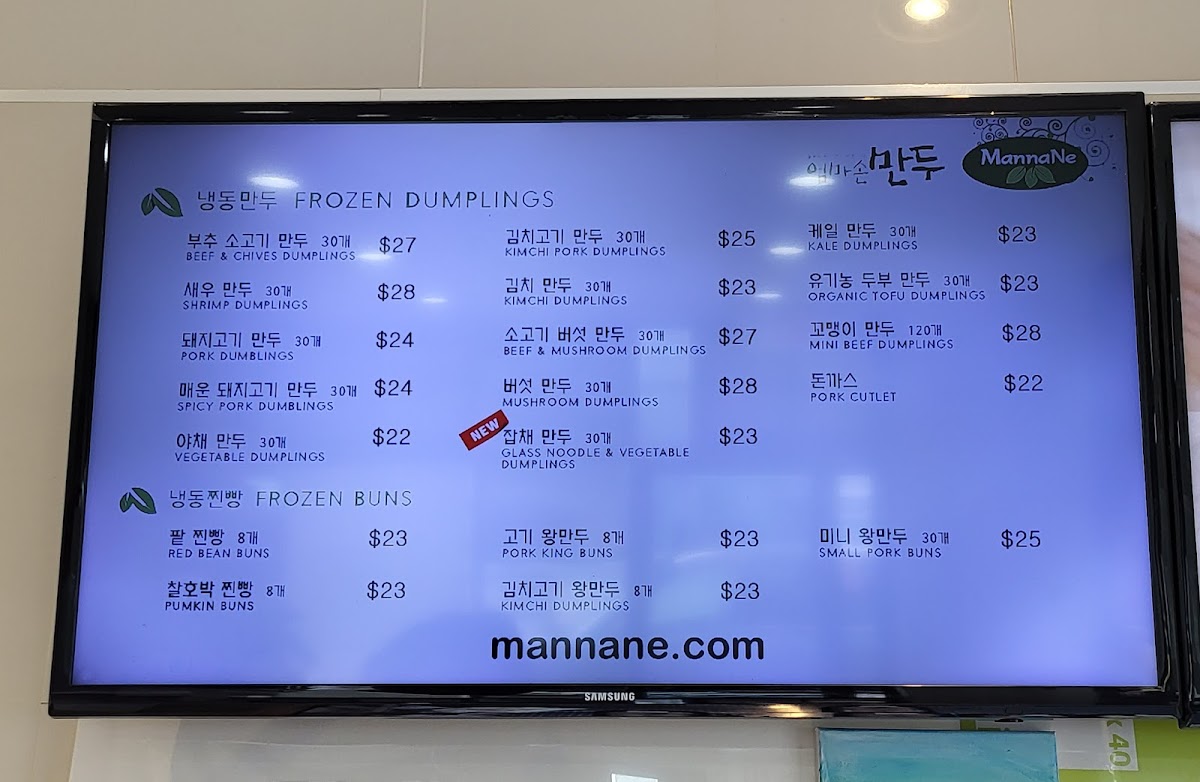 엄마손만두
MannaNe
냉동만두 FROZEN DUMPLINGS
부추 소고기 만두 30개 $27
BEEF & CHIVES DUMPLINGS
새우 만두 30개 $28
SHRIMP DUMPLINGS
돼지고기 만두 30개 $24
PORK DUMBLINGS
매운 돼지고기 만두 30개 $24
SPICY PORK DUMBLINGS
야채 만두 30개 $22
VEGETABLE DUMPLINGS
김치고기 만두 30개 $25
KIMCHI PORK DUMPLINGS
김치 만두 30개 $23
KIMCHI DUMPLINGS
소고기 버섯 만두 30개 $27
BEEF & MUSHROOM DUMPLINGS
버섯 만두 30개 $28
MUSHROOM DUMPLINGS
NEW
잡채 만두 30개 $23
GLASS NOODLE & VEGETABLE
DUMPLINGS
케일 만두 30개 $23
KALE DUMPLINGS
유기농 두부 만두 30개 $23
ORGANIC TOFU DUMPLINGS
꼬맹이 만두 120개 $28
MINI BEEF DUMPLINGS
돈까스 $22
PORK CUTLET
냉동찐빵 FROZEN BUNS
팥 찐빵 8개 $23
RED BEAN BUNS
찰호박 찐빵 8개 $23
PUMKIN BUNS
고기 왕만두 8개 $23
PORK KING BUNS
김치고기 왕만두 8개 $23
KIMCHI DUMPLINGS
미니 왕만두 30개 $25
SMALL PORK BUNS
mannane.com
SAMSUNG
40